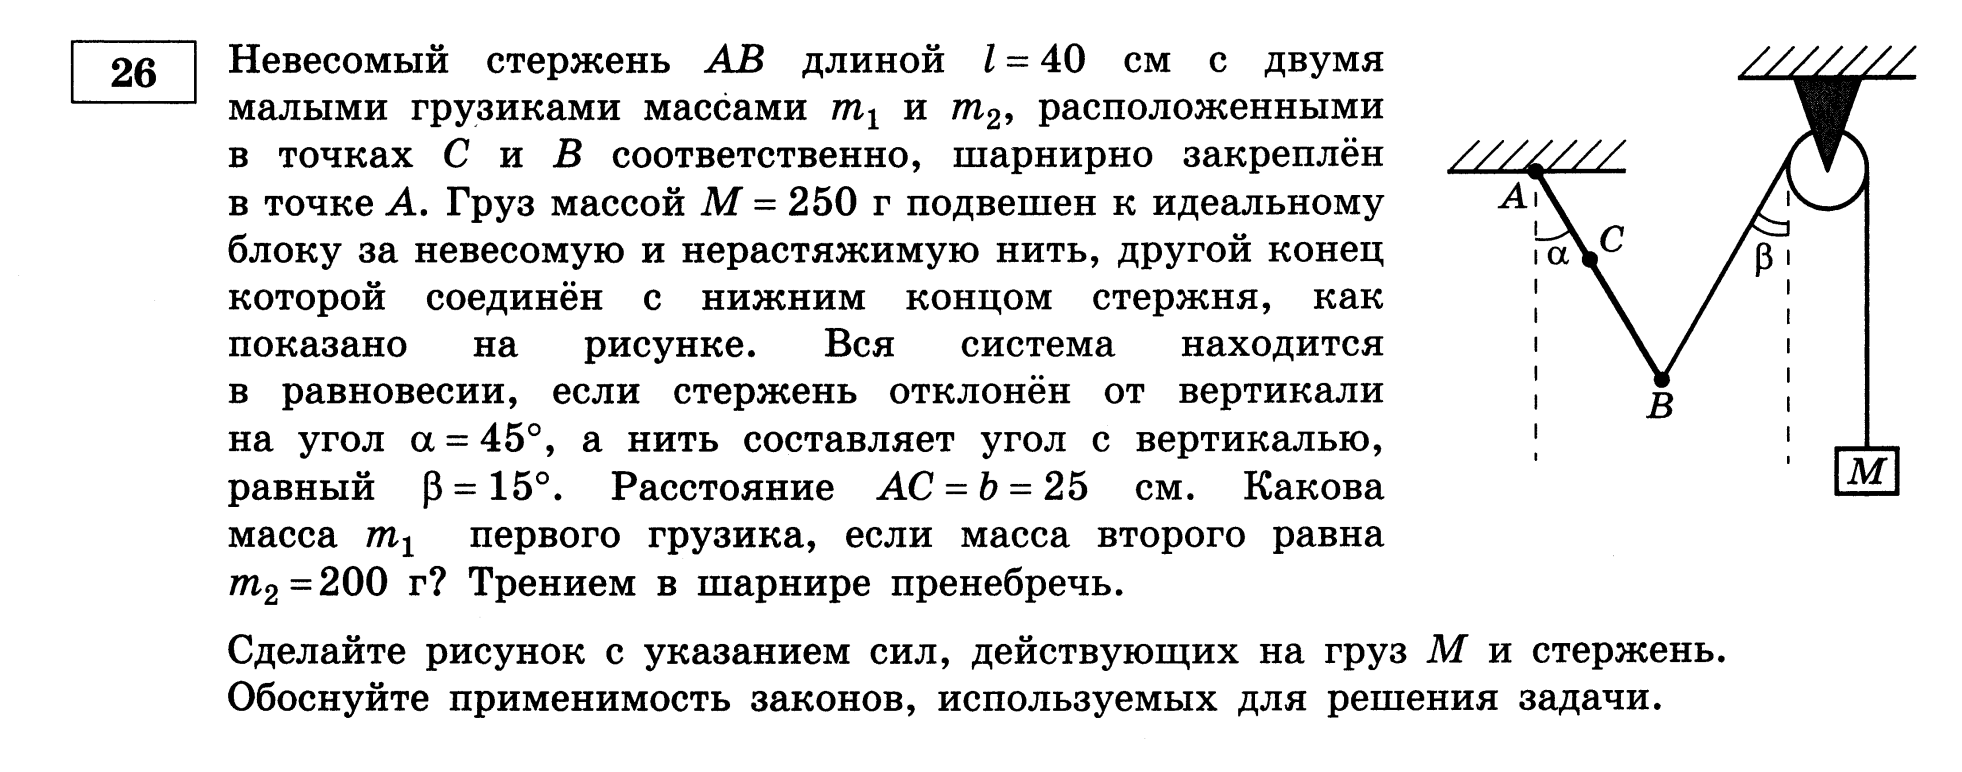 26
Невесомый стержень AB длиной l = 40 см с двумя
малыми грузиками массами m₁ и m₂, расположенными
в точках C и B соответственно, шарнирно закреплён
в точке A. Груз массой M = 250 г подвешен к идеальному
блоку за невесомую и нерастяжимую нить, другой конец
которой соединён с нижним концом стержня, как
показано на рисунке. Вся система находится
в равновесии, если стержень отклонён от вертикали
на угол α = 45°, а нить составляет угол с вертикалью,
равный β = 15°. Расстояние AC = b = 25 см. Какова
масса m₁ первого грузика, если масса второго равна
m₂ = 200 г? Трением в шарнире пренебречь.
Сделайте рисунок с указанием сил, действующих на груз M и стержень.
Обоснуйте применимость законов, используемых для решения задачи.
A
α
C
B
β
M